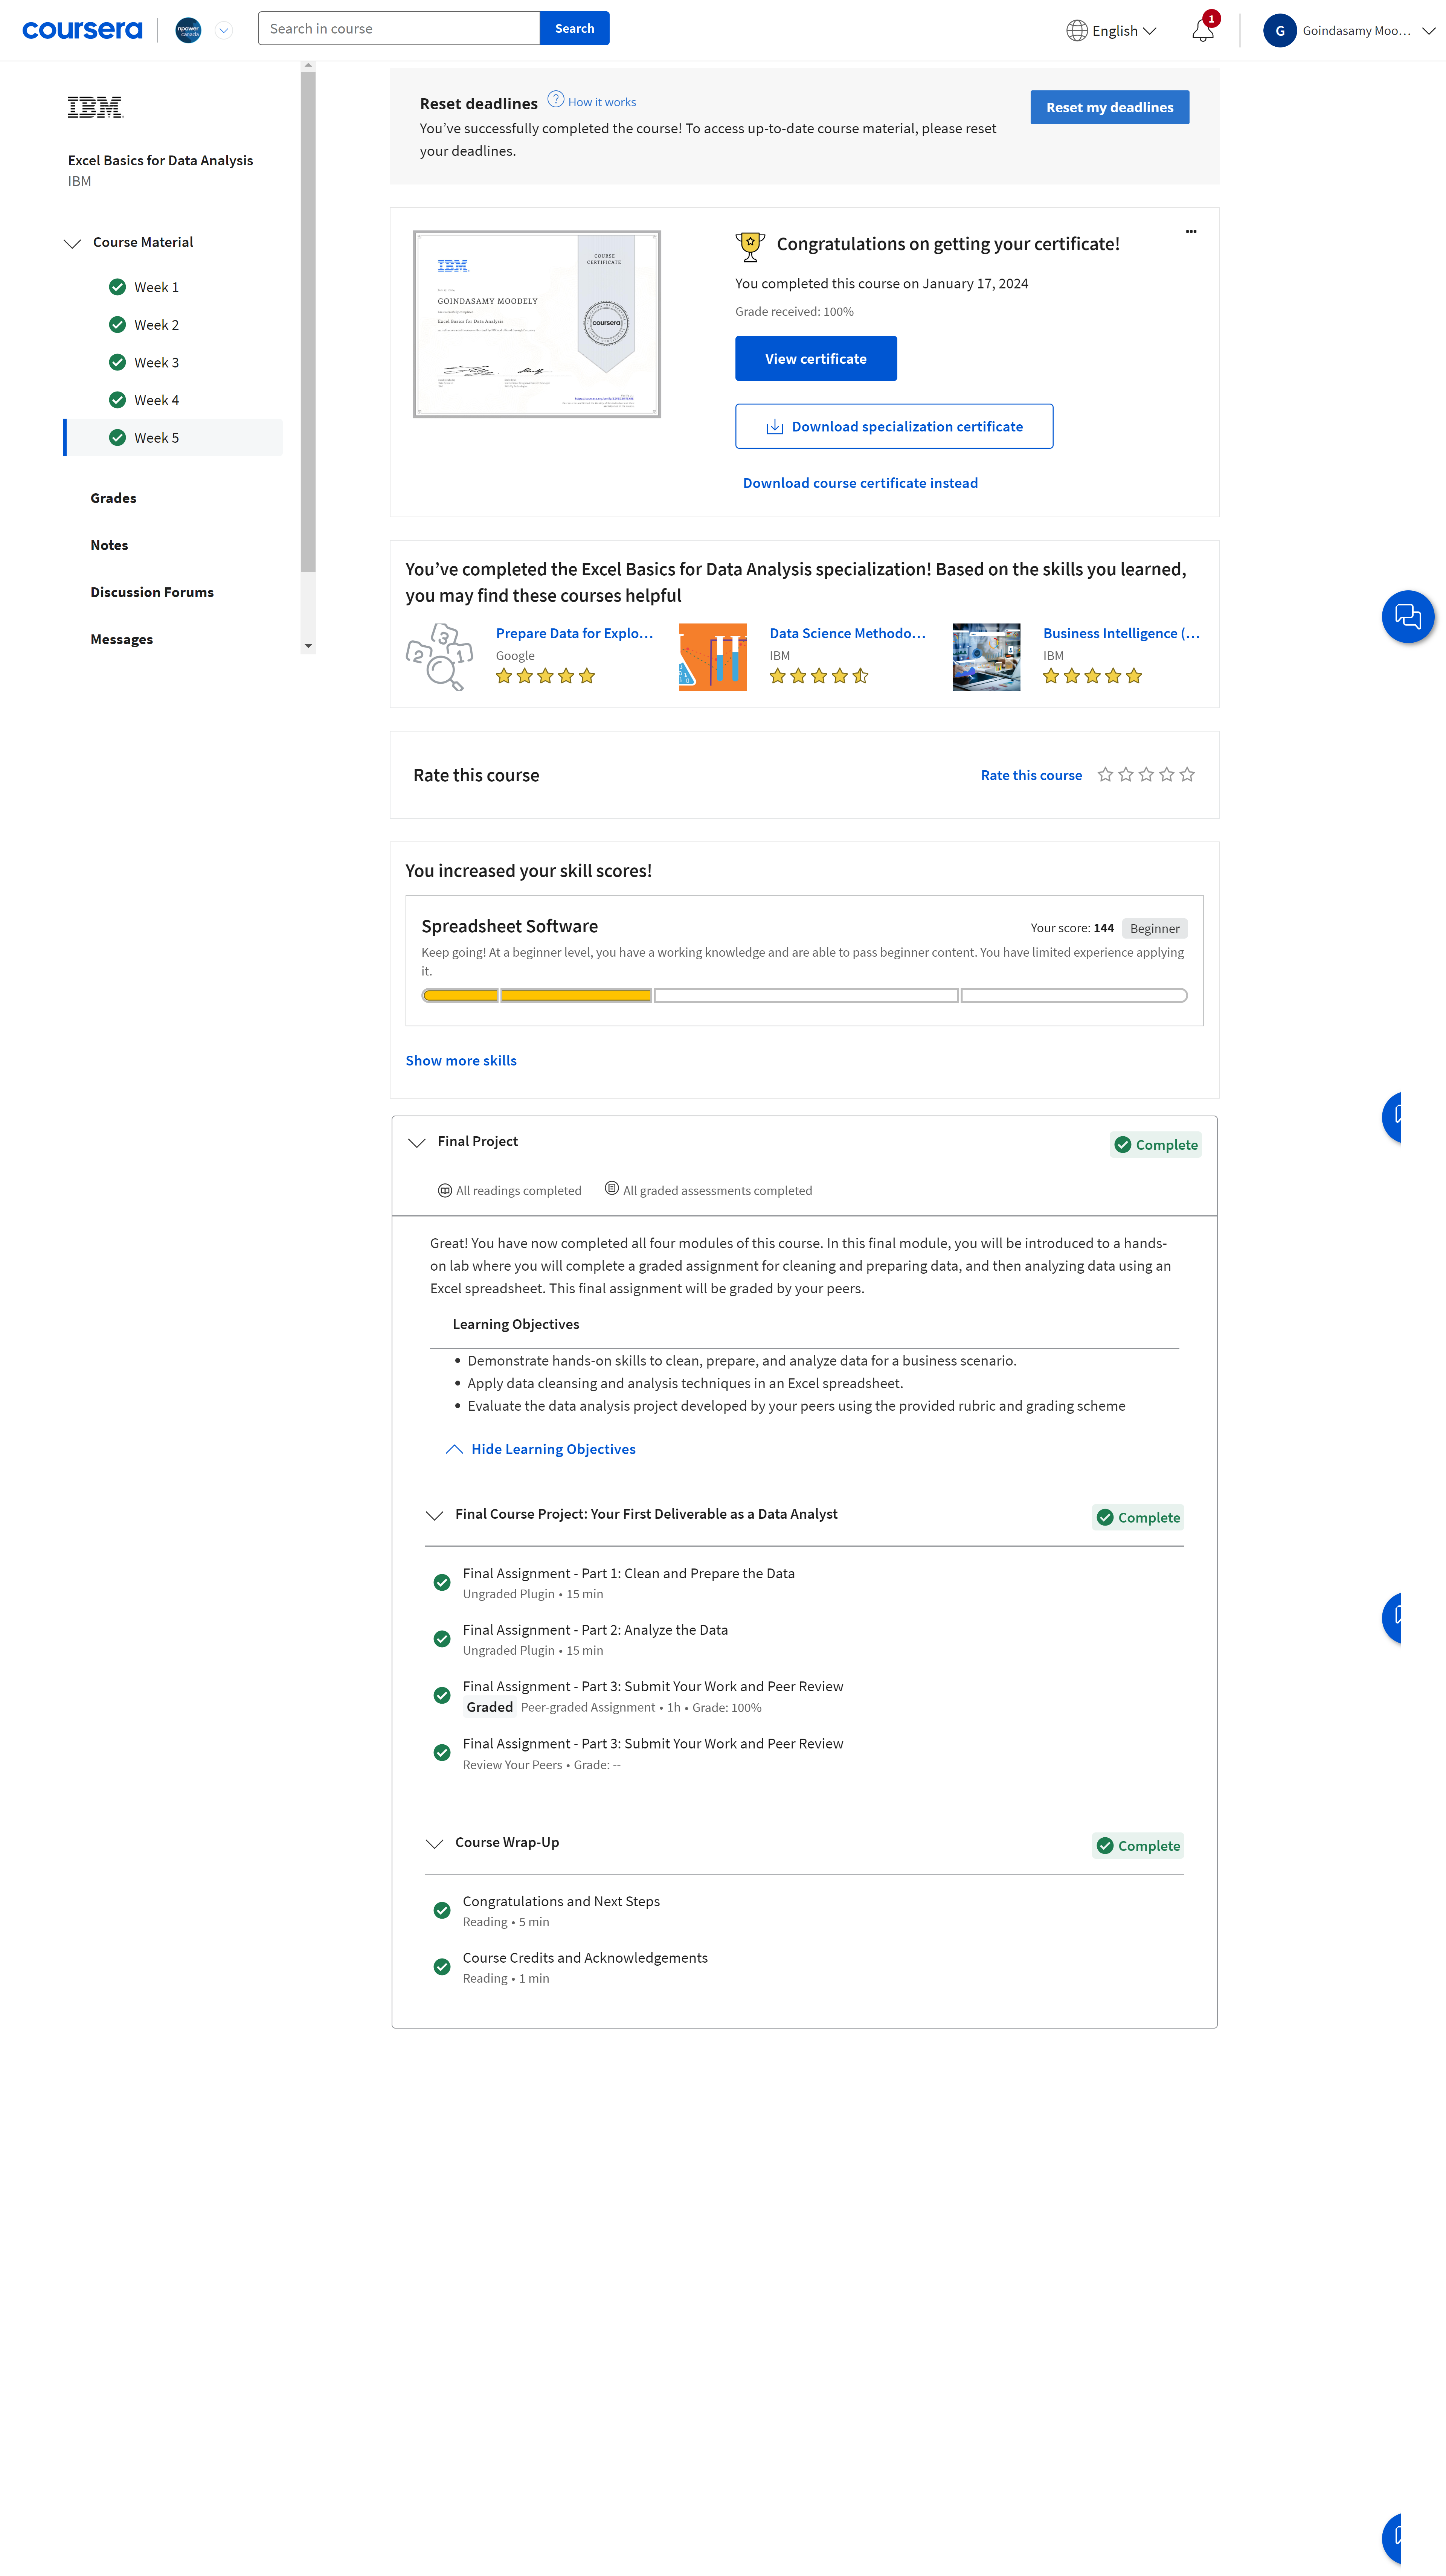 coursera
npower
canada
Search in course
Search
English
1
G
Goindasamy Moo...
IBM
Excel Basics for Data Analysis
IBM
Course Material
Week 1
Week 2
Week 3
Week 4
Week 5
Grades
Notes
Discussion Forums
Messages
Reset deadlines
? How it works
You've successfully completed the course! To access up-to-date course material, please reset
your deadlines.
Reset my deadlines
IBM
COURSE
CERTIFICATE
GOINDASAMY MOODELY
Excel Basics for Data Analysis
coursera
Congratulations on getting your certificate!
You completed this course on January 17, 2024
Grade received: 100%
View certificate
Download specialization certificate
Download course certificate instead
You've completed the Excel Basics for Data Analysis specialization! Based on the skills you learned,
you may find these courses helpful
1
2
3
Prepare Data for Explo...
Google
Data Science Methodo...
IBM
Business Intelligence (...
IBM
Rate this course
Rate this course
You increased your skill scores!
Spreadsheet Software
Your score: 144
Beginner
Keep going! At a beginner level, you have a working knowledge and are able to pass beginner content. You have limited experience applying
it.
Show more skills
Final Project
Complete
All readings completed
All graded assessments completed
Great! You have now completed all four modules of this course. In this final module, you will be introduced to a hands-
on lab where you will complete a graded assignment for cleaning and preparing data, and then analyzing data using an
Excel spreadsheet. This final assignment will be graded by your peers.
Learning Objectives
• Demonstrate hands-on skills to clean, prepare, and analyze data for a business scenario.
• Apply data cleansing and analysis techniques in an Excel spreadsheet.
• Evaluate the data analysis project developed by your peers using the provided rubric and grading scheme
Hide Learning Objectives
Final Course Project: Your First Deliverable as a Data Analyst
Complete
Final Assignment - Part 1: Clean and Prepare the Data
Ungraded Plugin • 15 min
Final Assignment - Part 2: Analyze the Data
Ungraded Plugin • 15 min
Final Assignment - Part 3: Submit Your Work and Peer Review
Graded Peer-graded Assignment • 1h • Grade: 100%
Final Assignment - Part 3: Submit Your Work and Peer Review
Review Your Peers • Grade: --
Course Wrap-Up
Complete
Congratulations and Next Steps
Reading • 5 min
Course Credits and Acknowledgements
Reading • 1 min